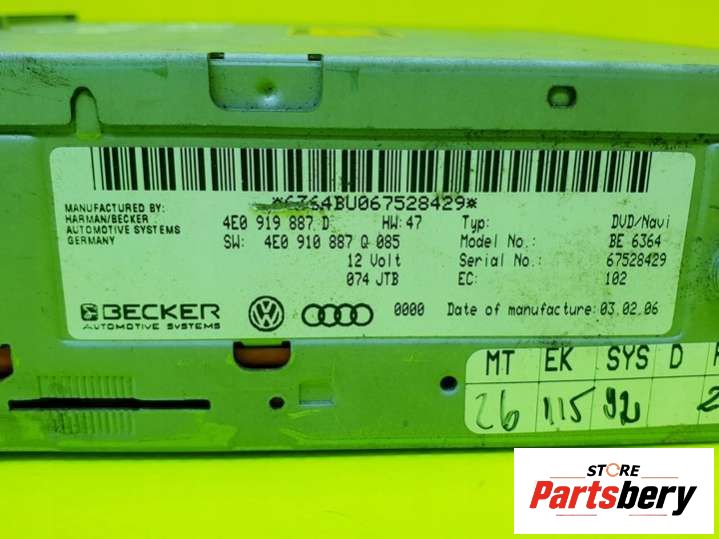 *6364BU067528429*
MANUFACTURED BY
HARMAN/BECKER
AUTOMOTIVE SYSTEMS
GERMANY
4E0 919 887 D HW: 47 Typ: DVD/Navi
SW: 4E0 910 887 Q 085 Model No.: BE 6364
12 Volt Serial No.: 67528429
074 JTB EC: 102
BECKER
AUTOMOTIVE SYSTEMS
0000 Date of manufacture: 03.02.06
MT EK SYS D
26 115 92
STORE
Partsbery